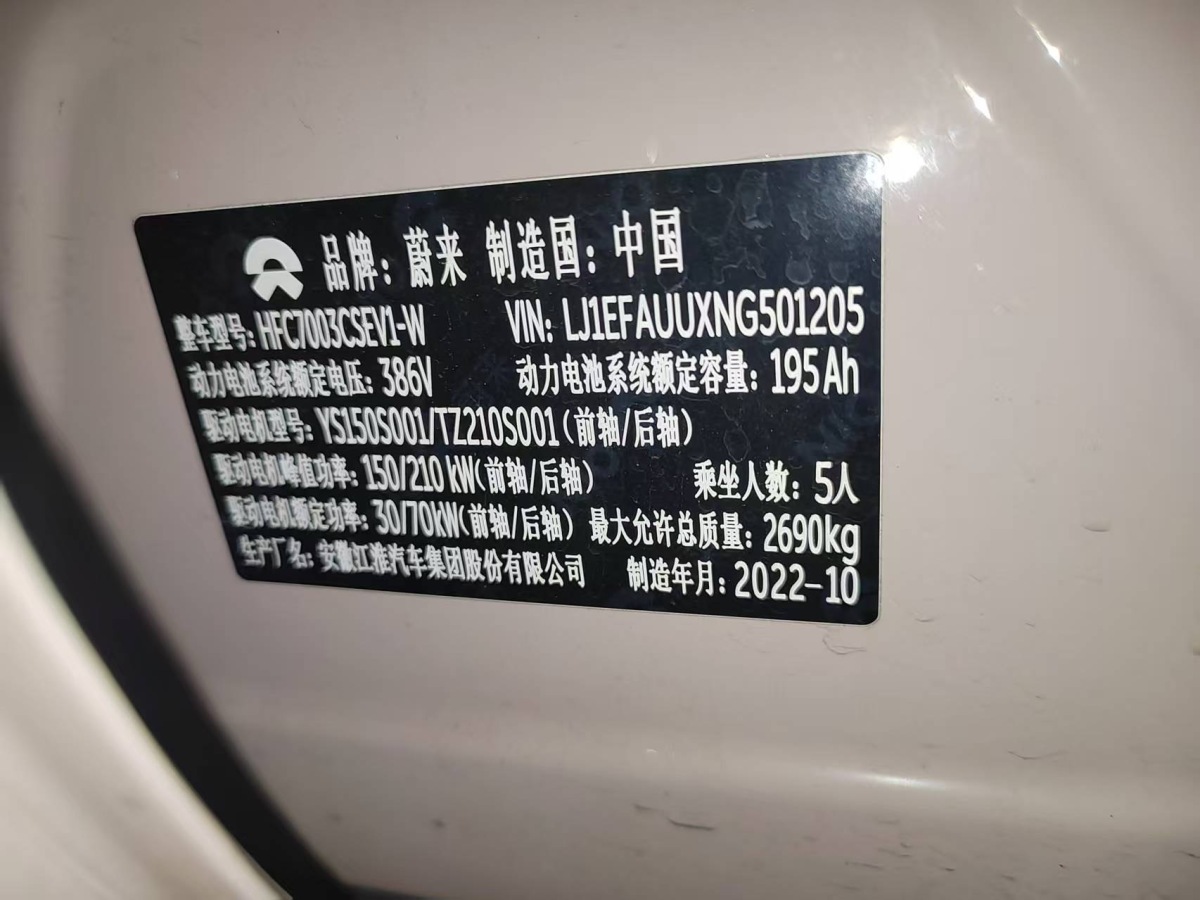 品牌：蔚来 制造国：中国
整车型号：HFC7003CSEV1-W VIN：LJ1EFAUUXNG501205
动力电池系统额定电压：386V 动力电池系统额定容量：195Ah
驱动电机型号：YS150S001/TZ210S001(前轴/后轴)
驱动电机峰值功率：150/210kW(前轴/后轴) 乘坐人数：5人
驱动电机额定功率：30/70kW(前轴/后轴) 最大允许总质量：2690kg
生产厂名：安徽江淮汽车集团股份有限公司 制造年月：2022-10